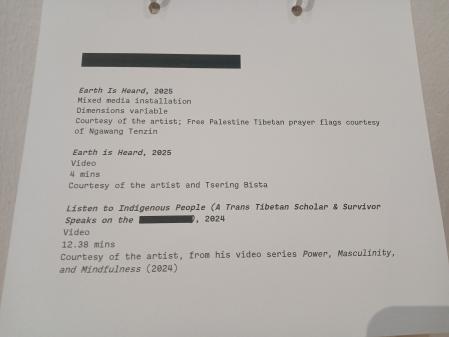 Earth Is Heard, 2025
Mixed media installation
Dimensions variable
Courtesy of the artist; Free Palestine Tibetan prayer flags courtesy
of Ngawang Tenzin
Earth is Heard, 2025
Video
4 mins
Courtesy of the artist and Tsering Bista
Listen to Indigenous People (A Trans Tibetan Scholar & Survivor
Speaks on the ), 2024
Video
12.38 mins
Courtesy of the artist, from his video series Power, Masculinity,
and Mindfulness (2024)